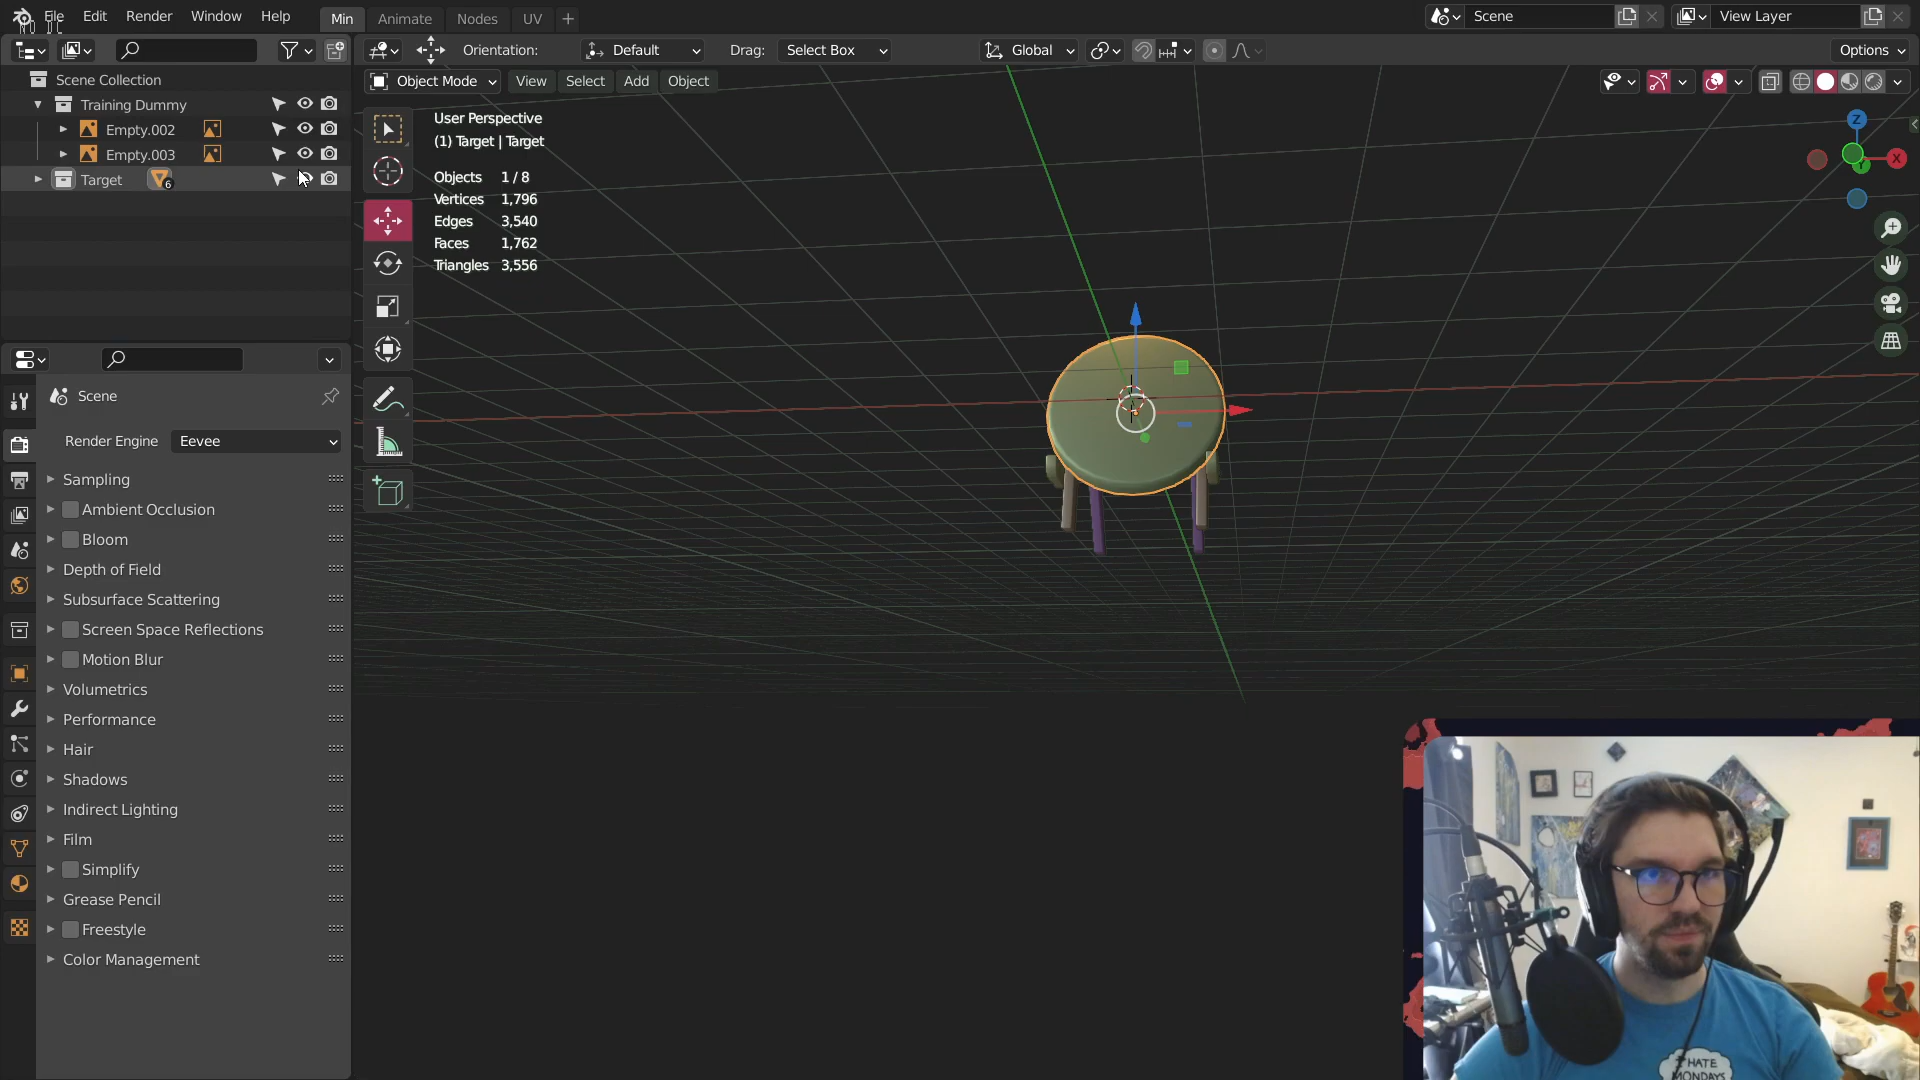 File Edit Render Window Help Min Animate Nodes UV + Scene View Layer
Orientation: Default Drag: Select Box Global Options
Scene Collection
Object Mode View Select Add Object
Training Dummy
Empty.002
Empty.003
Target 6
User Perspective
(1) Target | Target
Objects 1 / 8
Vertices 1,796
Edges 3,540
Faces 1,762
Triangles 3,556
Z
X
Y
Scene
Render Engine Eevee
Sampling
Ambient Occlusion
Bloom
Depth of Field
Subsurface Scattering
Screen Space Reflections
Motion Blur
Volumetrics
Performance
Hair
Shadows
Indirect Lighting
Film
Simplify
Grease Pencil
Freestyle
Color Management
I HATE
MONDAYS